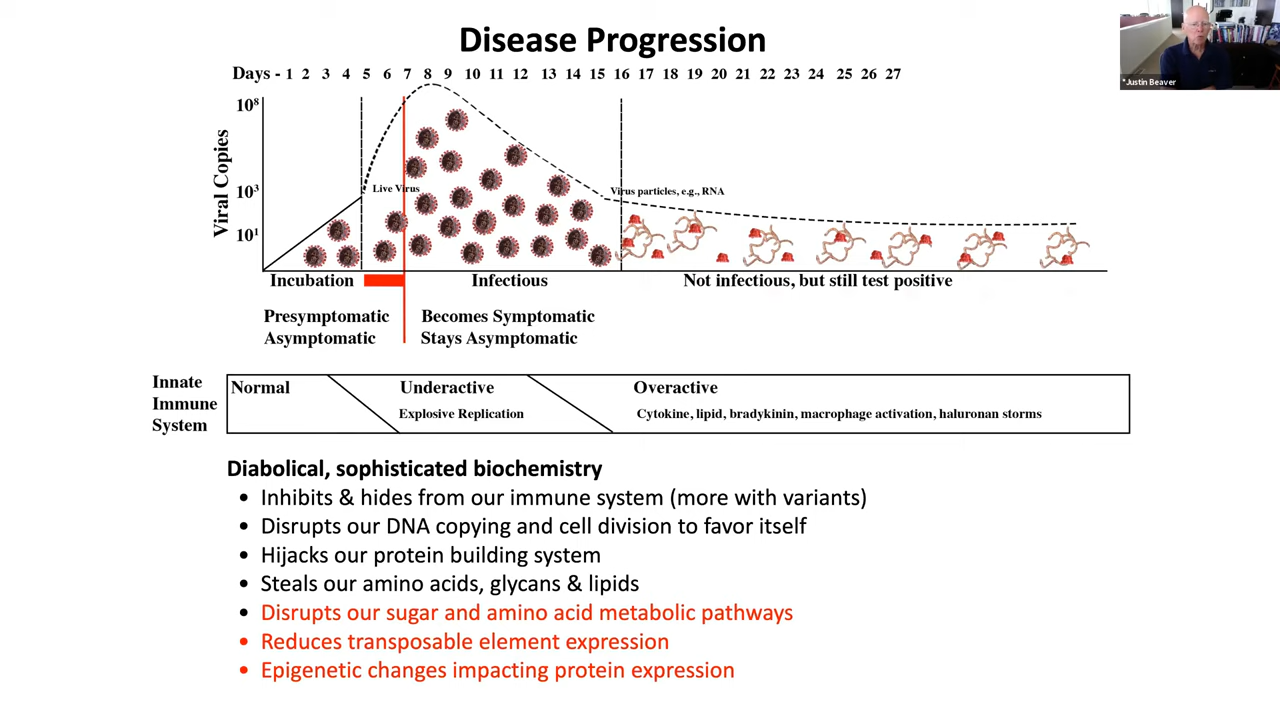 Disease Progression
*Justin Beaver
Days - 1 2 3 4 5 6 7 8 9 10 11 12 13 14 15 16 17 18 19 20 21 22 23 24 25 26 27
Viral Copies
10⁸
10³
10¹
Live Virus
Virus particles, e.g., RNA
Incubation
Infectious
Not infectious, but still test positive
Presymptomatic
Asymptomatic
Becomes Symptomatic
Stays Asymptomatic
Innate
Immune
System
Normal
Underactive
Explosive Replication
Overactive
Cytokine, lipid, bradykinin, macrophage activation, haluronan storms
Diabolical, sophisticated biochemistry
• Inhibits & hides from our immune system (more with variants)
• Disrupts our DNA copying and cell division to favor itself
• Hijacks our protein building system
• Steals our amino acids, glycans & lipids
• Disrupts our sugar and amino acid metabolic pathways
• Reduces transposable element expression
• Epigenetic changes impacting protein expression